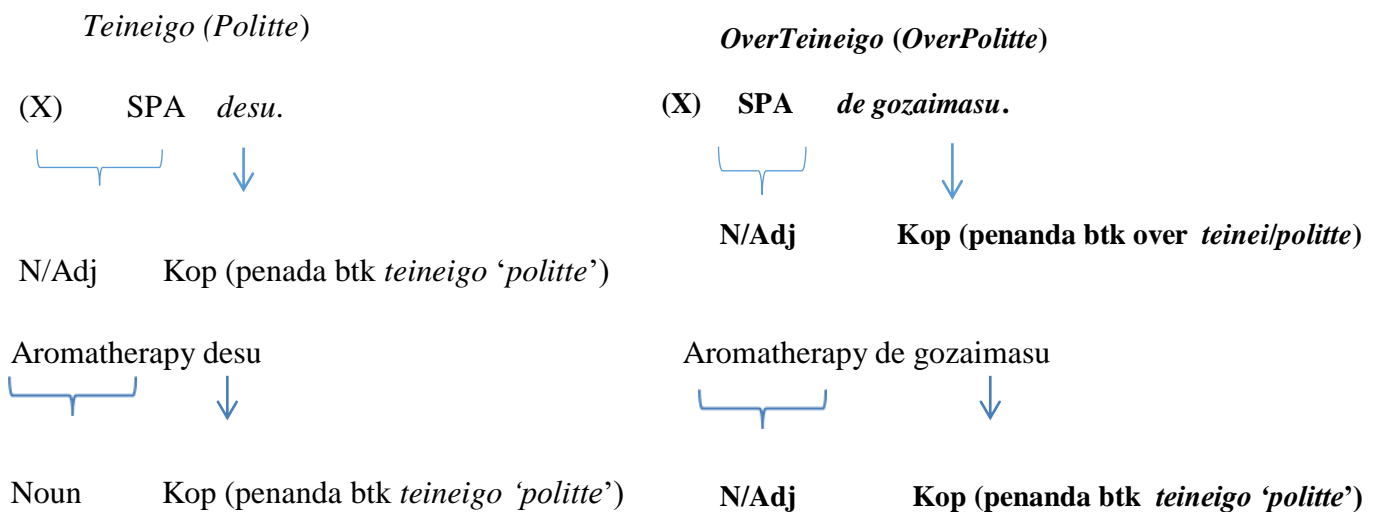 Teineigo (Politte)
(X) SPA desu.
N/Adj Kop (penada btk teineigo ‘politte’)
Aromatherapy desu
Noun Kop (penanda btk teineigo ‘politte’)
OverTeineigo (OverPolitte)
(X) SPA de gozaimasu.
N/Adj Kop (penanda btk over teinei/politte)
Aromatherapy de gozaimasu
N/Adj Kop (penanda btk teineigo ‘politte’)